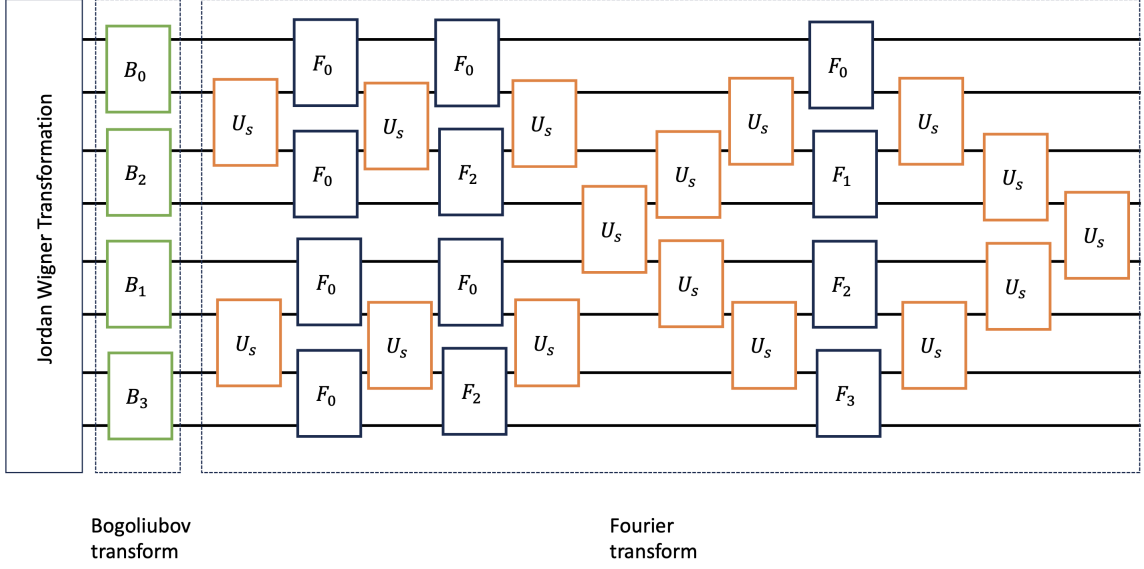 Jordan Wigner Transformation
B₀
B₂
B₁
B₃
Uₛ
Uₛ
F₀
F₀
F₀
F₀
Uₛ
Uₛ
F₀
F₂
F₀
F₂
Uₛ
Uₛ
Uₛ
Uₛ
Uₛ
Uₛ
Uₛ
F₀
F₁
F₂
F₃
Uₛ
Uₛ
Uₛ
Uₛ
Uₛ
Bogoliubov
transform
Fourier
transform